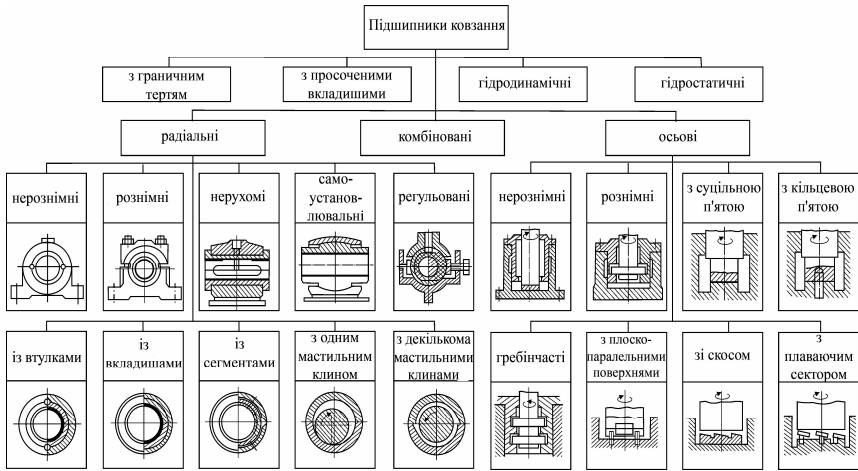 Підшипники ковзання
з граничним
тертям
з просоченими
вкладишими
гідродинамічні
гідростатичні
радіальні
комбіновані
осьові
нерознімні
рознімні
нерухомі
само-
установ-
лювальні
регульовані
нерознімні
рознімні
з суцільною
п'ятою
з кільцевою
п'ятою
із втулками
із
вкладишами
із
сегментами
з одним
мастильним
клином
з декількома
мастильними
клинами
гребінчасті
з плоско-
паралельними
поверхнями
зі скосом
з
плаваючим
сектором